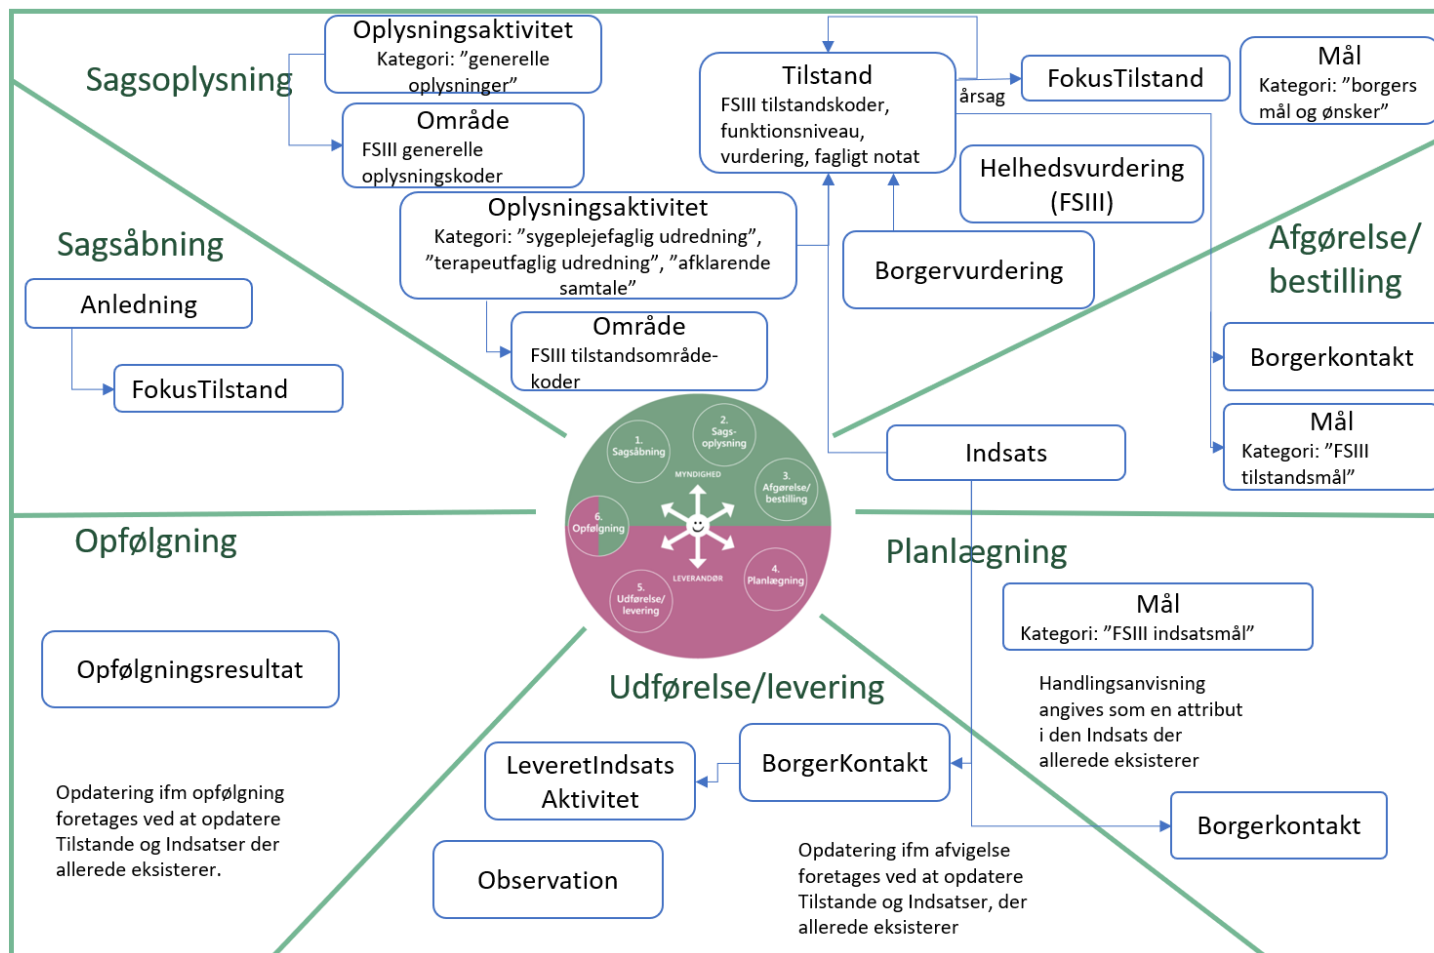 Sagsoplysning
Oplysningsaktivitet
Kategori: ”generelle
oplysninger”
Område
FSIII generelle
oplysningskoder
Tilstand
FSIII tilstandskoder,
funktionsniveau,
vurdering, fagligt notat
årsag
FokusTilstand
Mål
Kategori: ”borgers
mål og ønsker”
Helhedsvurdering
(FSIII)
Oplysningsaktivitet
Kategori: ”sygeplejefaglig udredning”,
”terapeutfaglig udredning”, ”afklarende
samtale”
Borgervurdering
Område
FSIII tilstandsområde-
koder
Sagsåbning
Anledning
FokusTilstand
Afgørelse/
bestilling
Borgerkontakt
Mål
Kategori: ”FSIII
tilstandsmål”
Indsats
1.
Sagsåbning
2.
Sags-
oplysning
MYNDIGHED
3.
Afgørelse/
bestilling
6.
Opfølgning
LEVERANDØR
4.
Planlægning
5.
Udførelse/
levering
Opfølgning
Opfølgningsresultat
Opdatering ifm opfølgning
foretages ved at opdatere
Tilstande og Indsatser der
allerede eksisterer.
Planlægning
Mål
Kategori: ”FSIII indsatsmål”
Handlingsanvisning
angives som en attribut
i den Indsats der
allerede eksisterer
Borgerkontakt
Udførelse/levering
LeveretIndsats
Aktivitet
BorgerKontakt
Observation
Opdatering ifm afvigelse
foretages ved at opdatere
Tilstande og Indsatser, der
allerede eksisterer